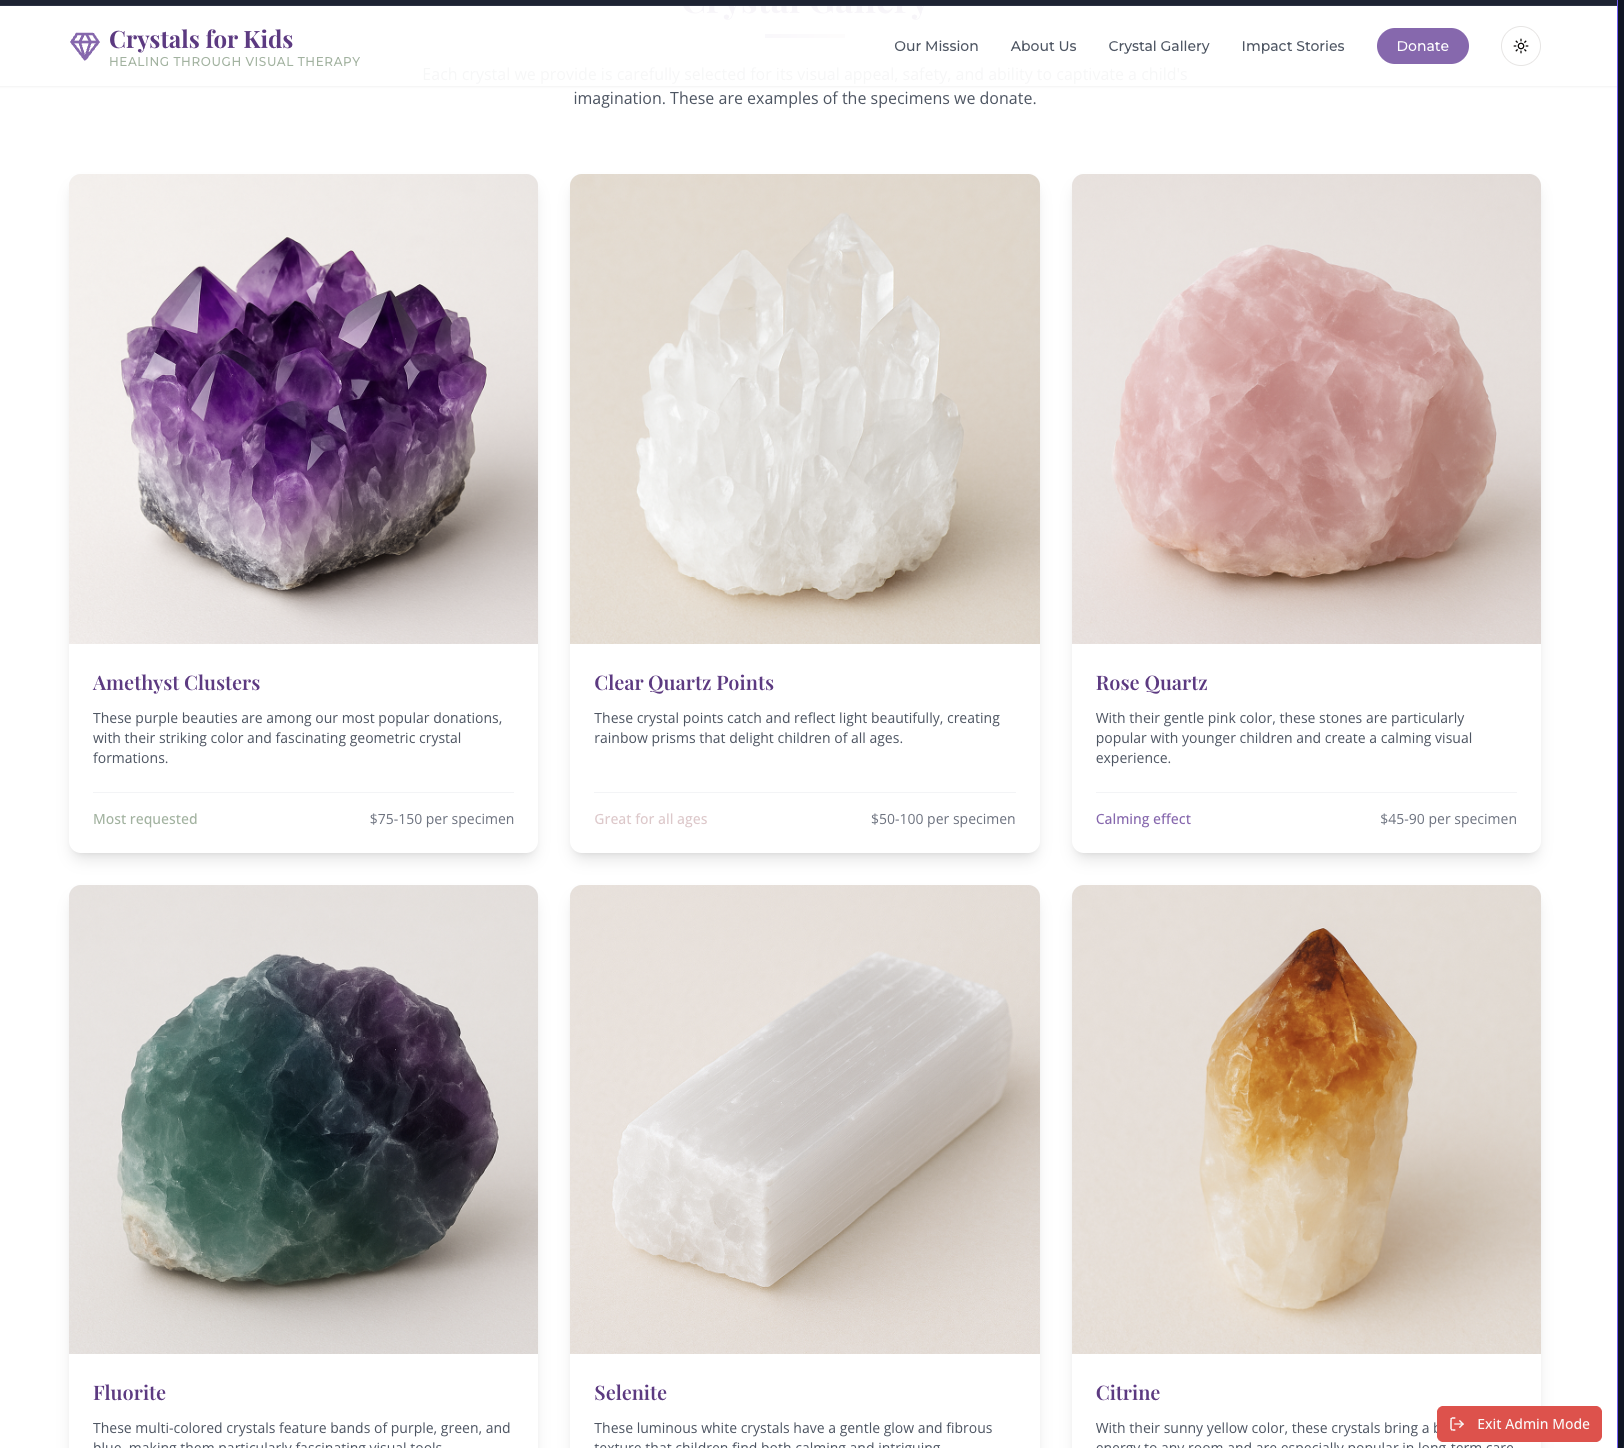 Crystal Gallery
Crystals for Kids
HEALING THROUGH VISUAL THERAPY
Our Mission
About Us
Crystal Gallery
Impact Stories
Donate
Each crystal we provide is carefully selected for its visual appeal, safety, and ability to captivate a child's
imagination. These are examples of the specimens we donate.
Amethyst Clusters
These purple beauties are among our most popular donations,
with their striking color and fascinating geometric crystal
formations.
Most requested
$75-150 per specimen
Clear Quartz Points
These crystal points catch and reflect light beautifully, creating
rainbow prisms that delight children of all ages.
Great for all ages
$50-100 per specimen
Rose Quartz
With their gentle pink color, these stones are particularly
popular with younger children and create a calming visual
experience.
Calming effect
$45-90 per specimen
Fluorite
These multi-colored crystals feature bands of purple, green, and
blue, making them particularly fascinating visual tools.
Selenite
These luminous white crystals have a gentle glow and fibrous
texture that children find both calming and intriguing.
Citrine
With their sunny yellow color, these crystals bring a
energy to any room and are especially popular in long-term care
Exit Admin Mode